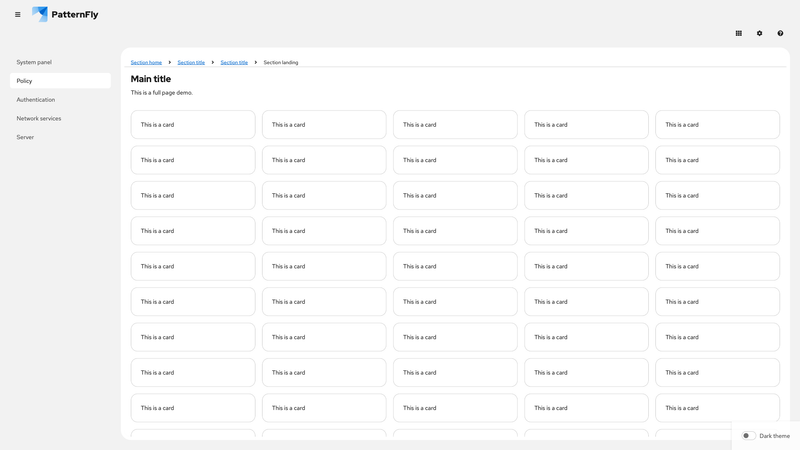 PatternFly
System panel
Policy
Authentication
Network services
Server
Section home Section title Section title Section landing
Main title
This is a full page demo.
This is a card This is a card This is a card This is a card This is a card
This is a card This is a card This is a card This is a card This is a card
This is a card This is a card This is a card This is a card This is a card
This is a card This is a card This is a card This is a card This is a card
This is a card This is a card This is a card This is a card This is a card
This is a card This is a card This is a card This is a card This is a card
This is a card This is a card This is a card This is a card This is a card
This is a card This is a card This is a card This is a card This is a card
This is a card This is a card This is a card This is a card This is a card
Dark theme